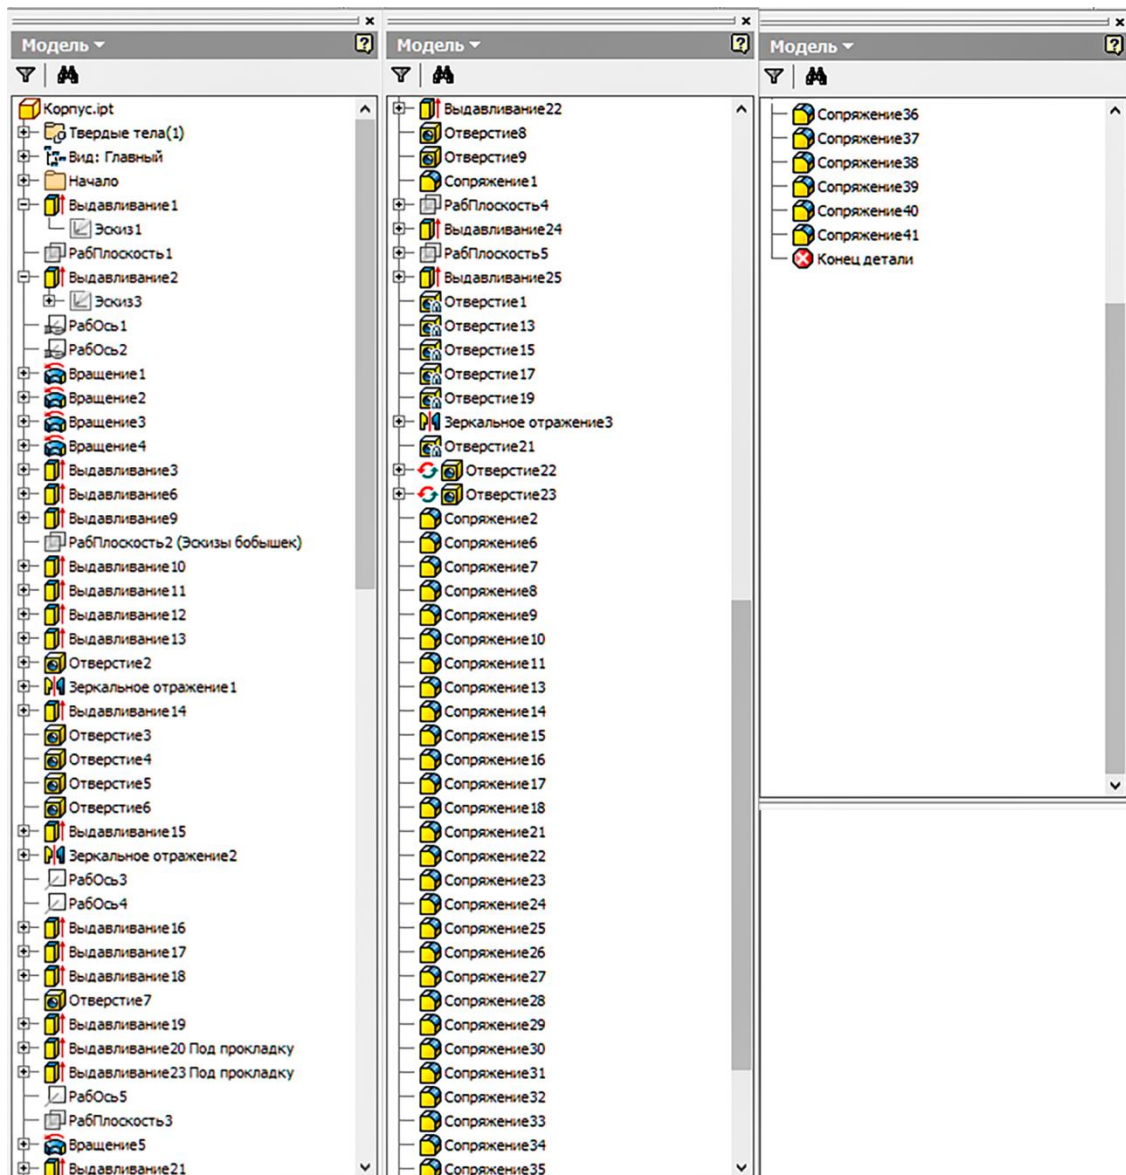 Модель
Корпус.ipt
Твердые тела(1)
Вид: Главный
Начало
Выдавливание1
Эскиз1
РабПлоскость1
Выдавливание2
Эскиз3
РабОсь1
РабОсь2
Вращение1
Вращение2
Вращение3
Вращение4
Выдавливание3
Выдавливание6
Выдавливание9
РабПлоскость2 (Эскизы бобышек)
Выдавливание10
Выдавливание11
Выдавливание12
Выдавливание13
Отверстие2
Зеркальное отражение1
Выдавливание14
Отверстие3
Отверстие4
Отверстие5
Отверстие6
Выдавливание15
Зеркальное отражение2
РабОсь3
РабОсь4
Выдавливание16
Выдавливание17
Выдавливание18
Отверстие7
Выдавливание19
Выдавливание20 Под прокладку
Выдавливание23 Под прокладку
РабОсь5
РабПлоскость3
Вращение5
Выдавливание21
Модель
Выдавливание22
Отверстие8
Отверстие9
Сопряжение1
РабПлоскость4
Выдавливание24
РабПлоскость5
Выдавливание25
Отверстие1
Отверстие13
Отверстие15
Отверстие17
Отверстие19
Зеркальное отражение3
Отверстие21
Отверстие22
Отверстие23
Сопряжение2
Сопряжение6
Сопряжение7
Сопряжение8
Сопряжение9
Сопряжение10
Сопряжение11
Сопряжение13
Сопряжение14
Сопряжение15
Сопряжение16
Сопряжение17
Сопряжение18
Сопряжение21
Сопряжение22
Сопряжение23
Сопряжение24
Сопряжение25
Сопряжение26
Сопряжение27
Сопряжение28
Сопряжение29
Сопряжение30
Сопряжение31
Сопряжение32
Сопряжение33
Сопряжение34
Сопряжение35
Модель
Сопряжение36
Сопряжение37
Сопряжение38
Сопряжение39
Сопряжение40
Сопряжение41
Конец детали